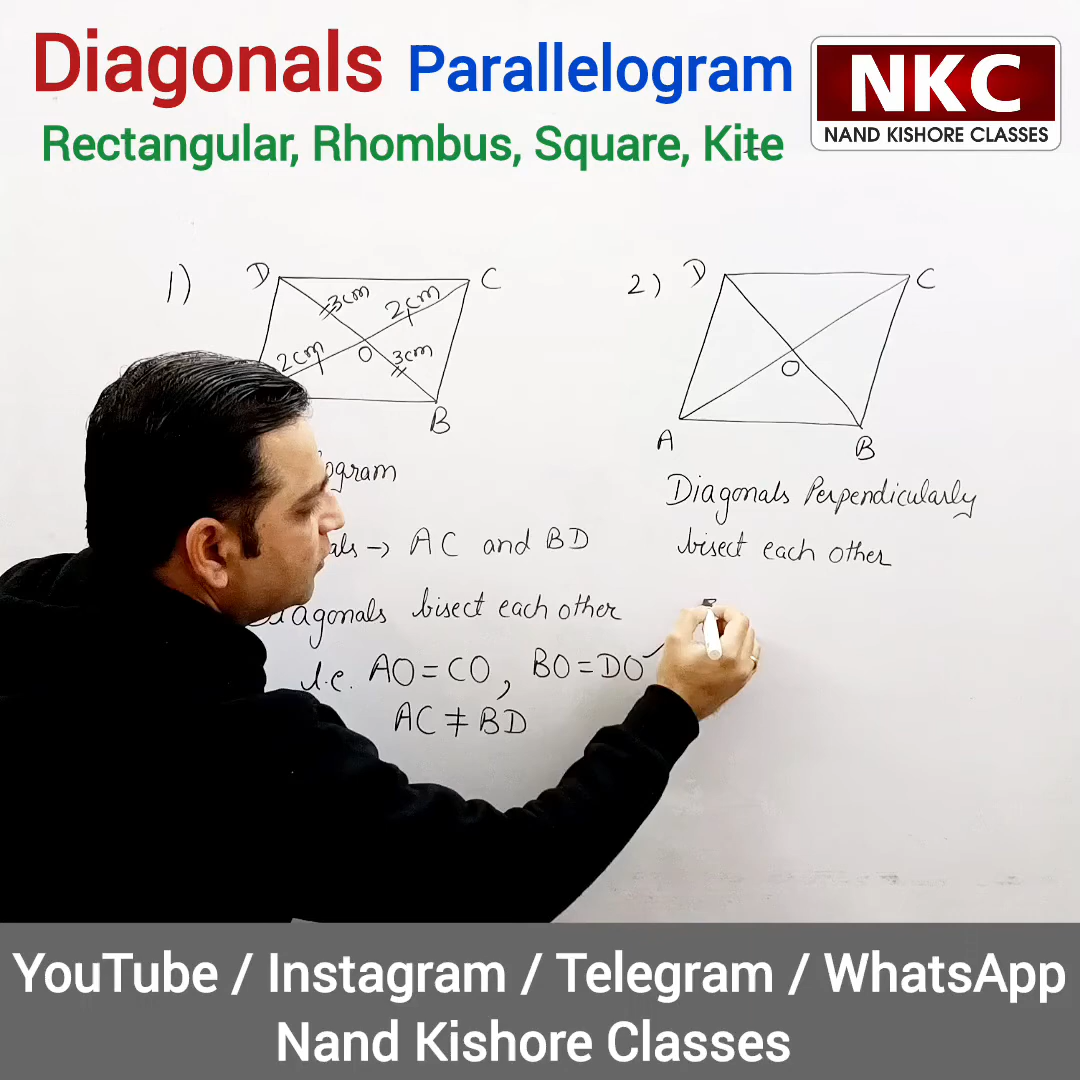 Diagonals Parallelogram
Rectangular, Rhombus, Square, Kite
NKC
NAND KISHORE CLASSES
1)
D
C
3cm
2cm
2cm
O
3cm
B
AC and BD
Diagonals bisect each other
i.e. AO = CO, BO = DO
AC ≠ BD
2)
D
C
O
A
B
Diagonals Perpendicularly
bisect each other
YouTube / Instagram / Telegram / WhatsApp
Nand Kishore Classes